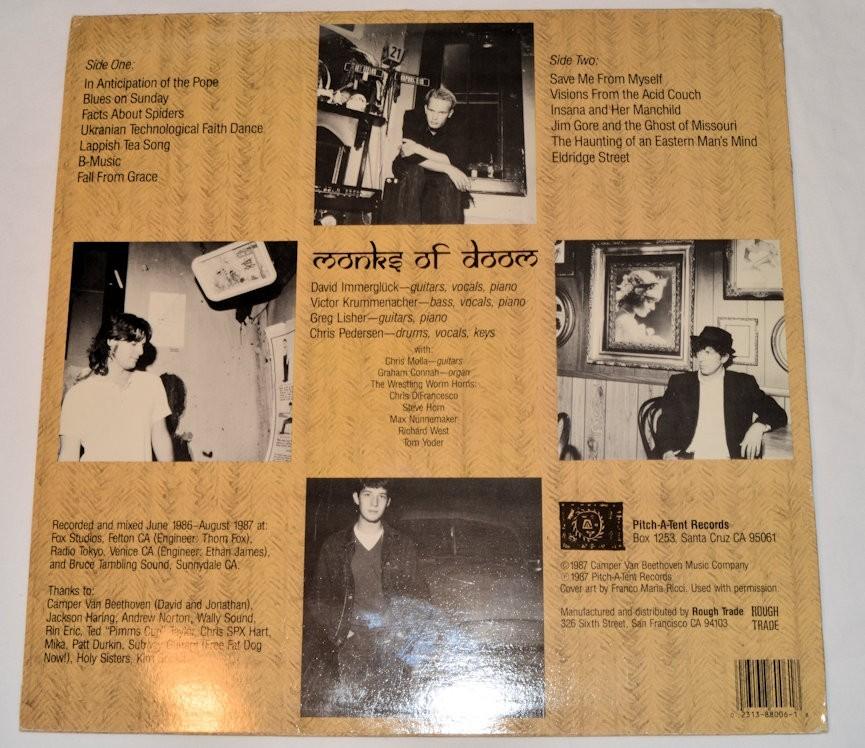 Side One:
In Anticipation of the Pope
Blues on Sunday
Facts About Spiders
Ukranian Technological Faith Dance
Lappish Tea Song
B-Music
Fall From Grace
21
Side Two:
Save Me From Myself
Visions From the Acid Couch
Insana and Her Manchild
Jim Gore and the Ghost of Missouri
The Haunting of an Eastern Man's Mind
Eldridge Street
monks of doom
David Immerglück—guitars, vocals, piano
Victor Krummenacher—bass, vocals, piano
Greg Lisher—guitars, piano
Chris Pedersen—drums, vocals, keys
with:
Chris Molla—guitars
Graham Connah—organ
The Wrestling Worm Horns:
Chris DiFrancesco
Steve Horn
Max Nunnemaker
Richard West
Tom Yoder
Recorded and mixed June 1986–August 1987 at:
Fox Studios, Felton CA (Engineer: Thom Fox),
Radio Tokyo, Venice CA (Engineer: Ethan James),
and Bruce Tambling Sound, Sunnydale CA.
Thanks to:
Camper Van Beethoven (David and Jonathan),
Jackson Haring, Andrew Norton, Wally Sound,
Rin Eric, Ted "Pimms Cup" Taylor, Chris SPX Hart,
Mika, Patt Durkin, (Free Fat Dog
Now!), Holy Sisters,
Pitch-A-Tent Records
Box 1253, Santa Cruz CA 95061
©1987 Camper Van Beethoven Music Company
℗ 1987 Pitch-A-Tent Records
Cover art by Franco Maria Ricci. Used with permission.
Manufactured and distributed by Rough Trade
326 Sixth Street, San Francisco CA 94103
ROUGH
TRADE
0 2313-88006-1 8